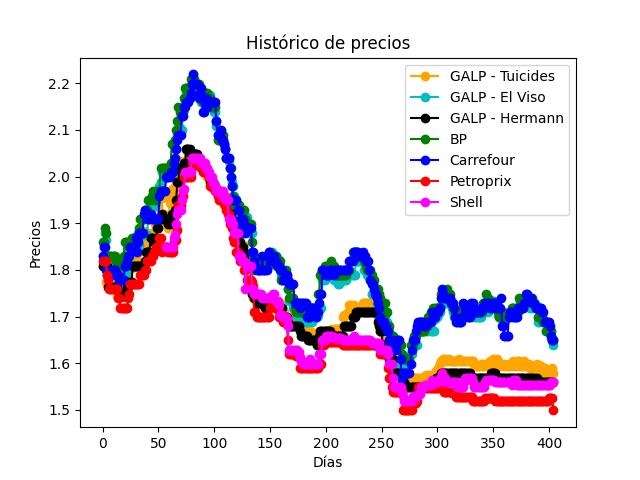 Histórico de precios
GALP - Tuicides
GALP - El Viso
GALP - Hermann
BP
Carrefour
Petroprix
Shell
Precios
2.2
2.1
2.0
1.9
1.8
1.7
1.6
1.5
0 50 100 150 200 250 300 350 400
Días